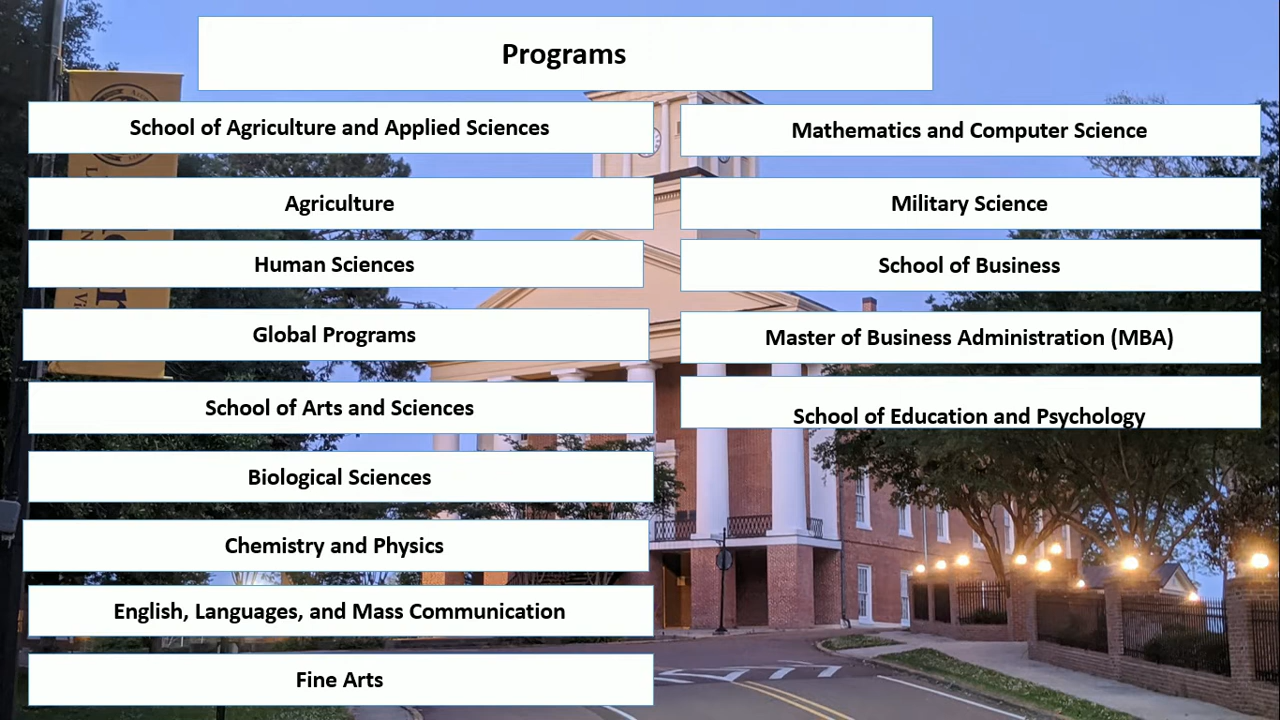 Programs
School of Agriculture and Applied Sciences
Agriculture
Human Sciences
Global Programs
School of Arts and Sciences
Biological Sciences
Chemistry and Physics
English, Languages, and Mass Communication
Fine Arts
Mathematics and Computer Science
Military Science
School of Business
Master of Business Administration (MBA)
School of Education and Psychology